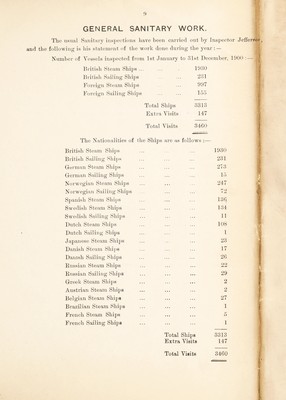 9
GENERAL SANITARY WORK.
The usual Sanitary inspections have been carried out by Inspector
and the following is his statement of the work done during the year :—
Number of Vessels inspected from 1st January to 31st December, 1900 :—
British Steam Ships ... ... ... 1930
British Sailing Ships ... ... 231
Foreign Steam Ships ... ... 997
Foreign Sailing Ships ... ... 155
Total Ships 3313
Extra Visits 147
Total Visits 3460
The Nationalities of the Ships are as follows :—
British Steam Ships ... ... ... 1930
British Sailing Ships ... ... ... 231
German Steam Ships ... ... ... 273
German Sailing Ships ... ... ... 15
Norwegian Steam Ships ... ... ... 247
Norwegian Sailing Ships ... ... ... 72
Spanish Steam Ships ... ... ... 136
Swedish Steam Ships ... ... ... 134
Swedish Sailing Ships ... ... ... 11
Dutch Steam Ships ... ... ... 108
Dutch Sailing Ships ... ... ... 1
Japanese Steam Ships ... ... ... 23
Danish Steam Ships ... ... ... 17
Danish Sailing Ships ... ... ... 26
Russian Steam Ships ... ... ... 22
Russian Sailing Ships ... ... ... 29
Greek Steam Ships ... ... ... 2
Austrian Steam Ships ... ... ... 2
Belgian Steam Ships ... ... ... 27
Brazilian Steam Ships ... ... ... 1
French Steam Ships ... ... ... 5
French Sailing Ships ... ... ... 1
Total Ships 3313
Extra Visits 147
Total Visits 3460